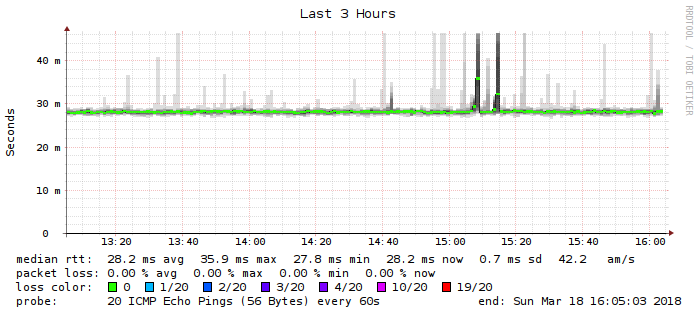 Last 3 Hours
RRDTOOL / TOBI OETIKER
Seconds
40 m
30 m
20 m
10 m
0
13:20 13:40 14:00 14:20 14:40 15:00 15:20 15:40 16:00
median rtt: 28.2 ms avg 35.9 ms max 27.8 ms min 28.2 ms now 0.7 ms sd 42.2 am/s
packet loss: 0.00 % avg 0.00 % max 0.00 % min 0.00 % now
loss color: 0 1/20 2/20 3/20 4/20 10/20 19/20
probe: 20 ICMP Echo Pings (56 Bytes) every 60s end: Sun Mar 18 16:05:03 2018